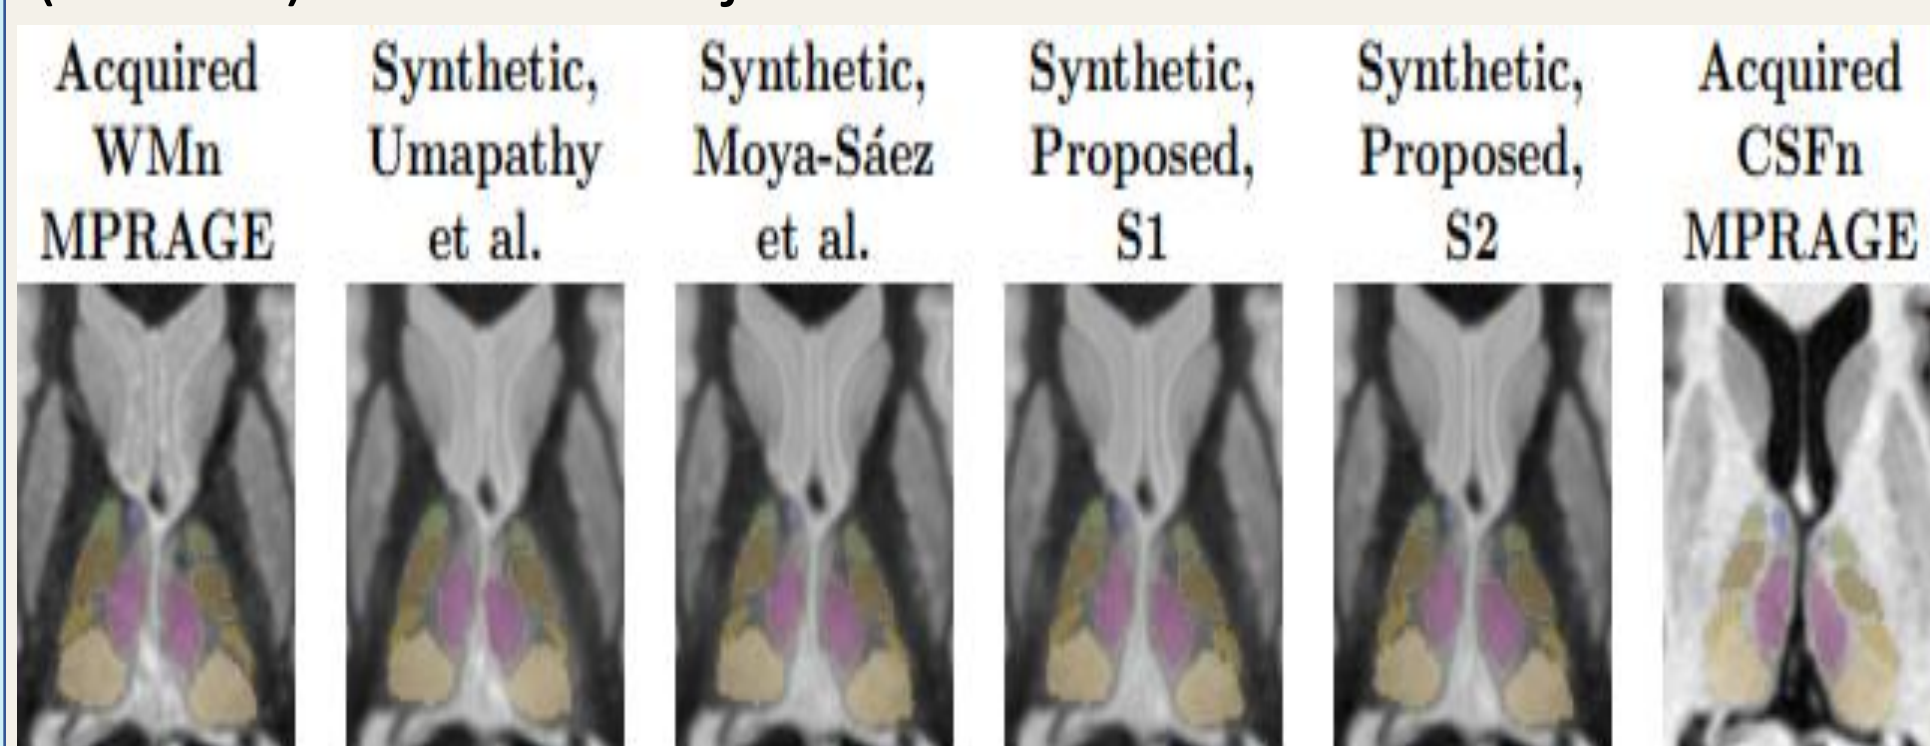 Acquired
WMn
MPRAGE
Synthetic,
Umapathy
et al.
Synthetic,
Moya-Sáez
et al.
Synthetic,
Proposed,
S1
Synthetic,
Proposed,
S2
Acquired
CSFn
MPRAGE